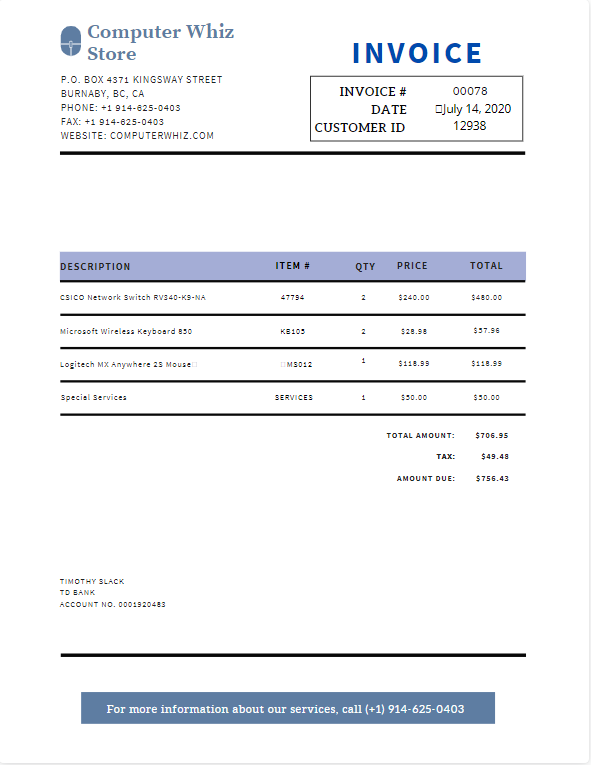 Computer Whiz
Store
P.O. BOX 4371 KINGSWAY STREET
BURNABY, BC, CA
PHONE: +1 914-625-0403
FAX: +1 914-625-0403
WEBSITE: COMPUTERWHIZ.COM
INVOICE
INVOICE # 00078
DATE July 14, 2020
CUSTOMER ID 12938
DESCRIPTION ITEM # QTY PRICE TOTAL
CSICO Network Switch RV340-K9-NA 47794 2 $240.00 $480.00
Microsoft Wireless Keyboard 850 KB105 2 $28.98 $57.96
Logitech MX Anywhere 2S Mouse MS012 1 $118.99 $118.99
Special Services SERVICES 1 $50.00 $50.00
TOTAL AMOUNT: $706.95
TAX: $49.48
AMOUNT DUE: $756.43
TIMOTHY SLACK
TD BANK
ACCOUNT NO. 0001920483
For more information about our services, call (+1) 914-625-0403